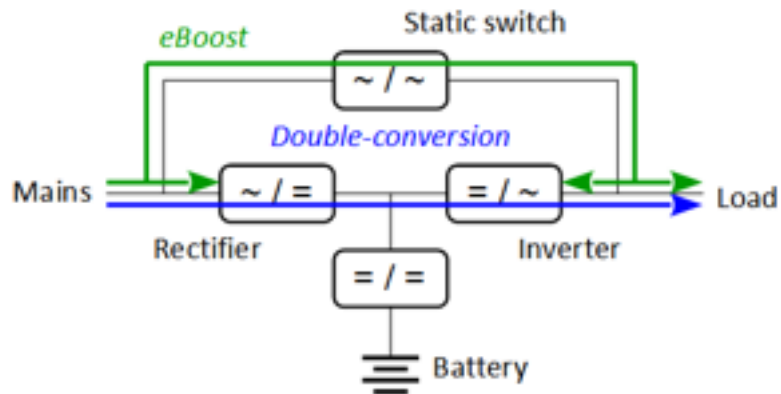 Static switch
eBoost
~ / ~
Double-conversion
Mains
~ / =
= / ~
Load
Rectifier
Inverter
= / =
Battery